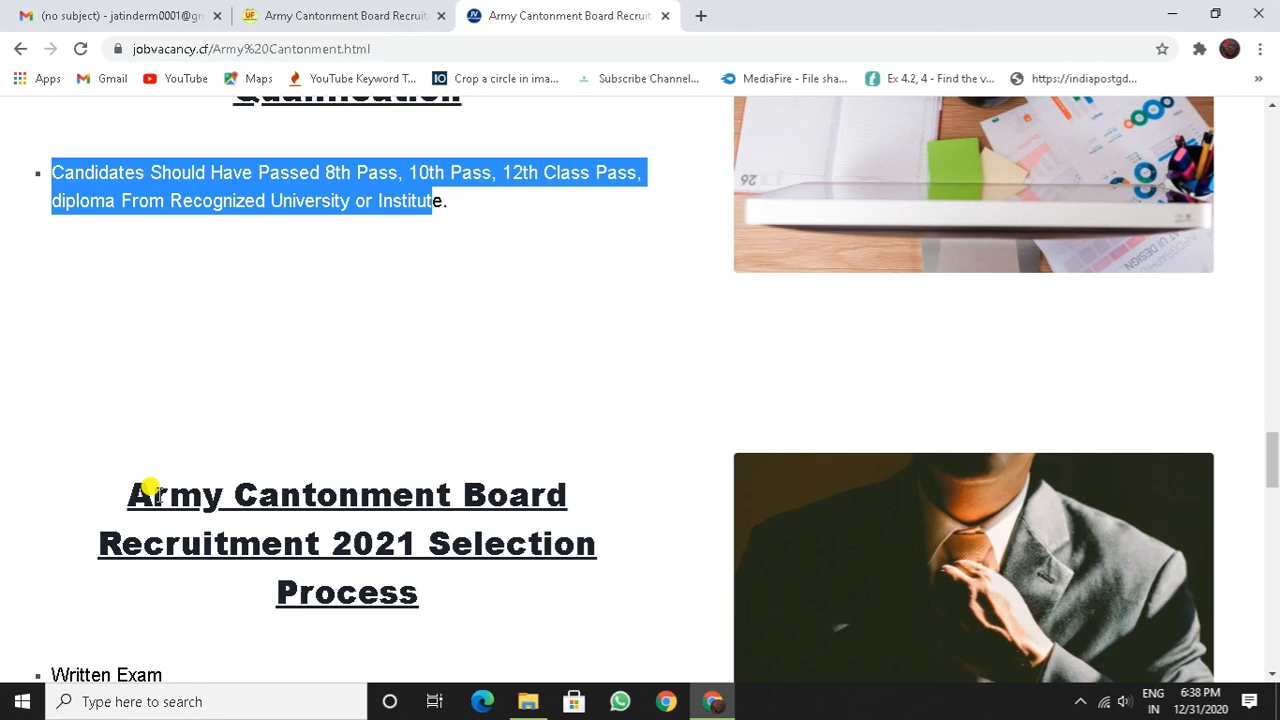 (no subject) - jatinderm0001@gm
Army Cantonment Board Recruit
Army Cantonment Board Recruit
jobvacancy.cf/Army%20Cantonment.html
Apps
Gmail
YouTube
Maps
YouTube Keyword T...
Crop a circle in ima...
Subscribe Channel...
MediaFire - File sha...
Ex 4.2, 4 - Find the v...
https://indiapostgd...
»
Qualification
Candidates Should Have Passed 8th Pass, 10th Pass, 12th Class Pass,
diploma From Recognized University or Institute.
26
Army Cantonment Board
Recruitment 2021 Selection
Process
Written Exam
Type here to search
ENG
IN
6:38 PM
12/31/2020